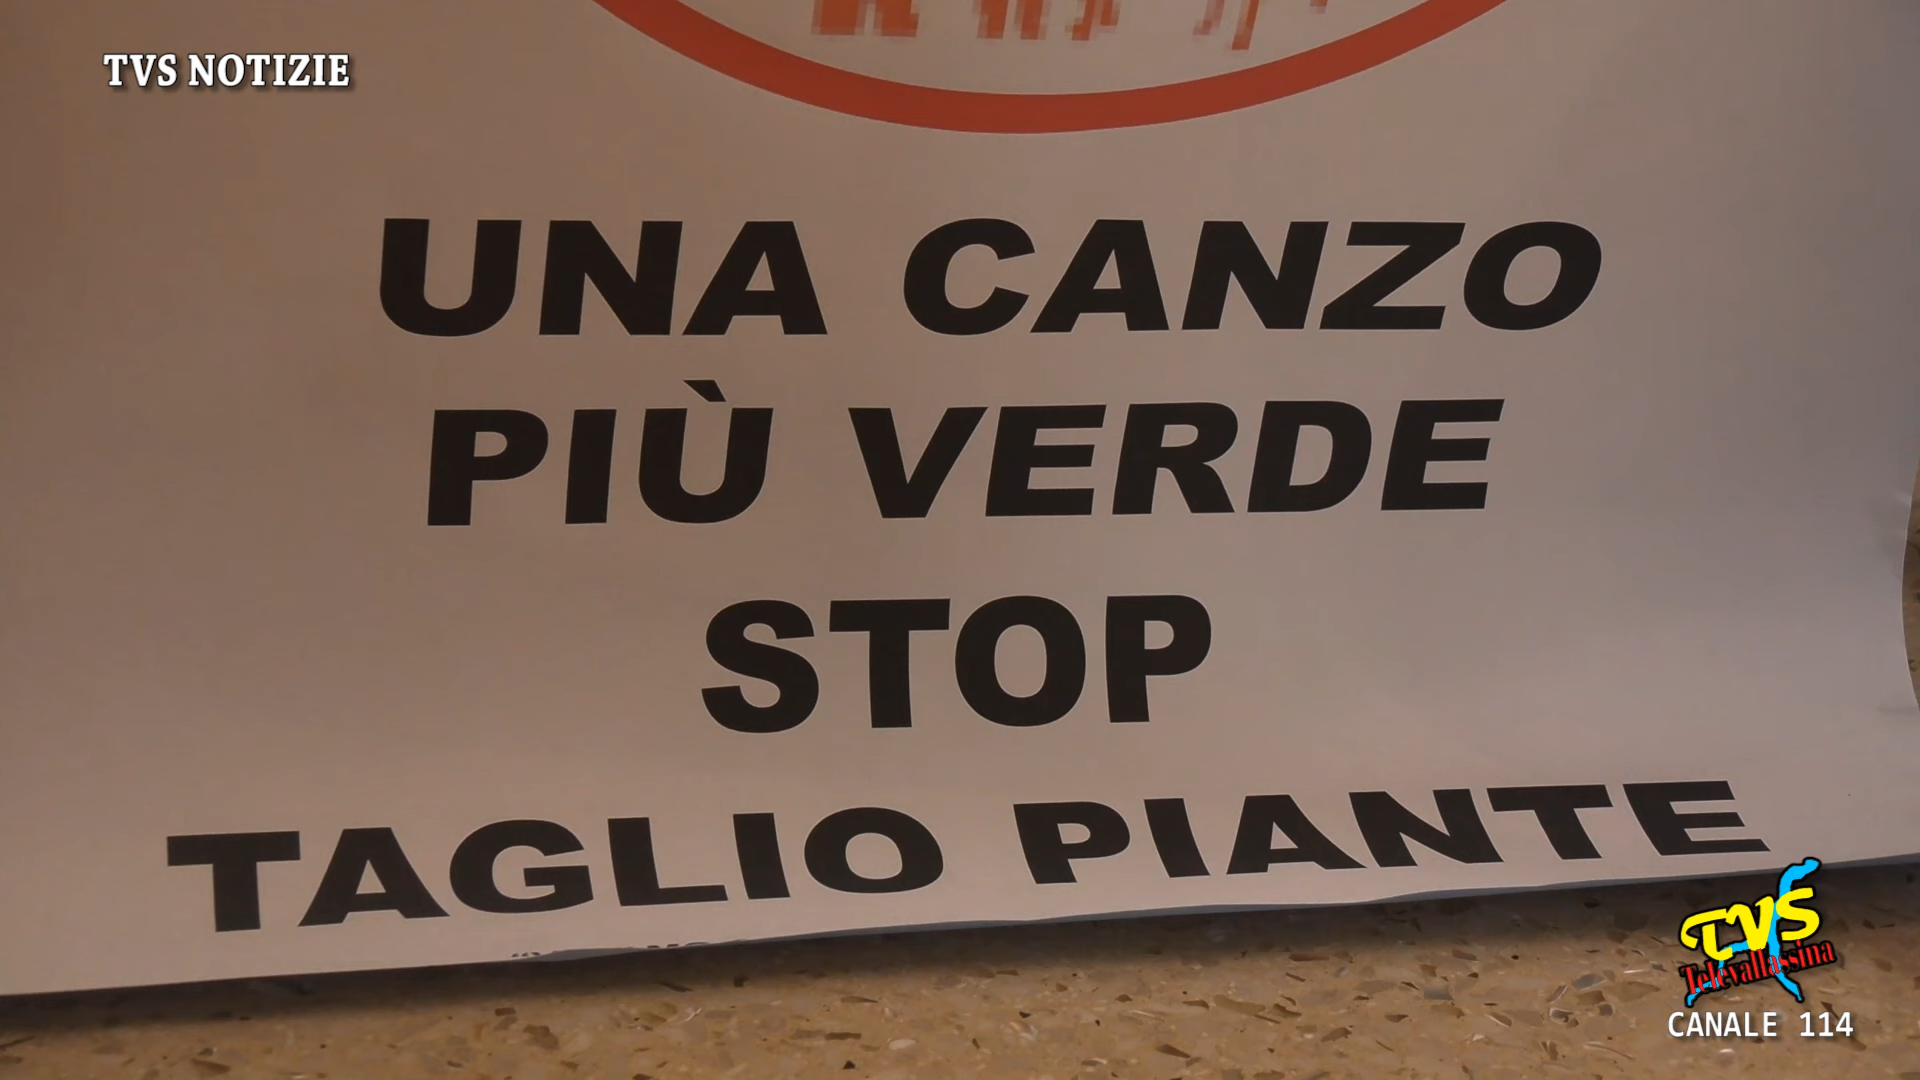 TVS NOTIZIE
UNA CANZO
PIÙ VERDE
STOP
TAGLIO PIANTE
TVS
Televallassina
CANALE 114